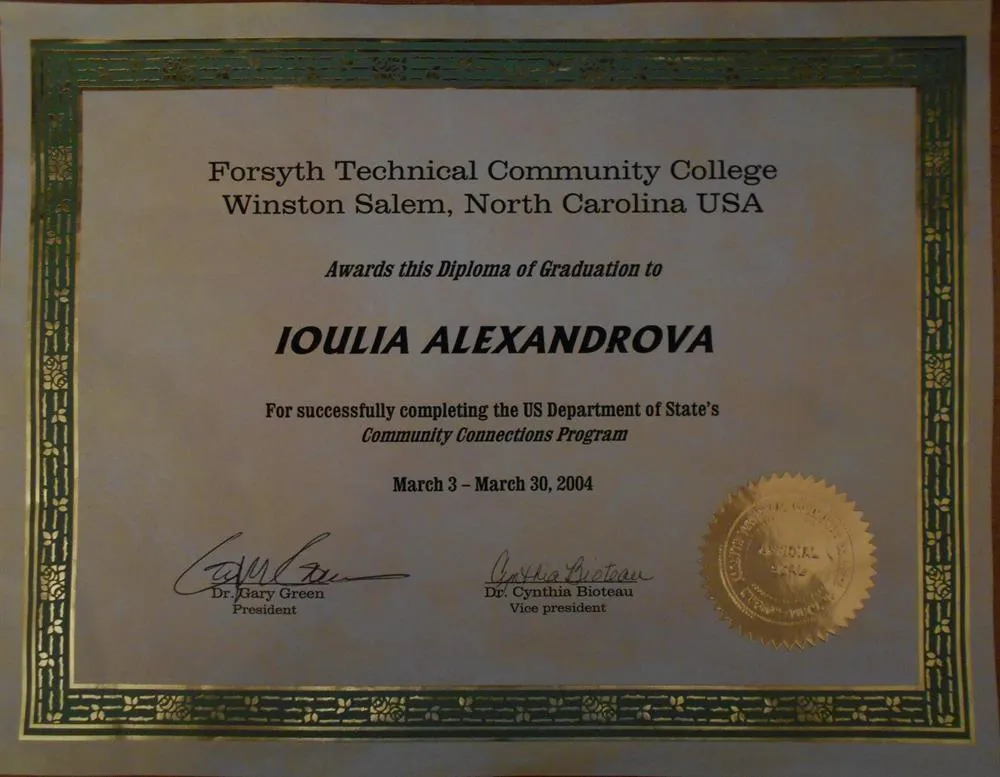 Forsyth Technical Community College
Winston Salem, North Carolina USA
Awards this Diploma of Graduation to
IOULIA ALEXANDROVA
For successfully completing the US Department of State's
Community Connections Program
March 3 – March 30, 2004
Cynthia Bioteau
Dr. Gary Green
President
Dr. Cynthia Bioteau
Vice president